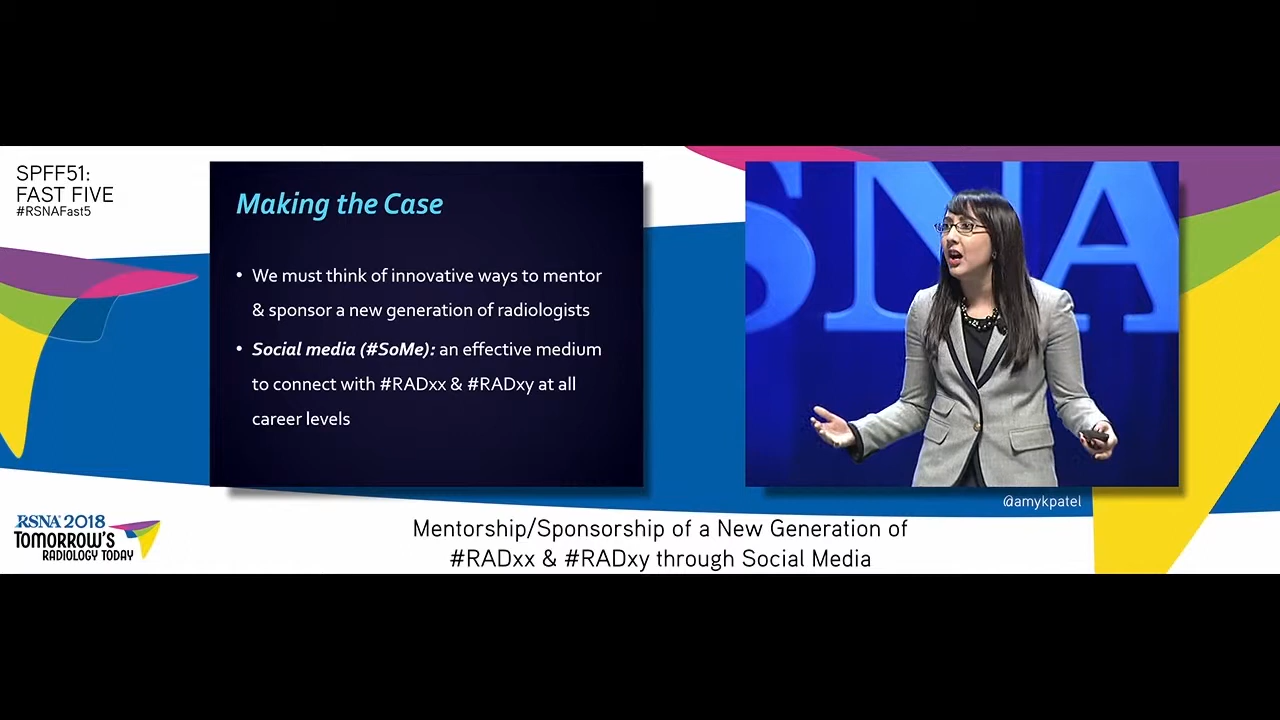 SPFF51:
FAST FIVE
#RSNAFast5
Making the Case
• We must think of innovative ways to mentor
& sponsor a new generation of radiologists
• Social media (#SoMe): an effective medium
to connect with #RADxx & #RADxy at all
career levels
SNA
@amykpatel
RSNA 2018
TOMORROW'S
RADIOLOGY TODAY
Mentorship/Sponsorship of a New Generation of
#RADxx & #RADxy through Social Media